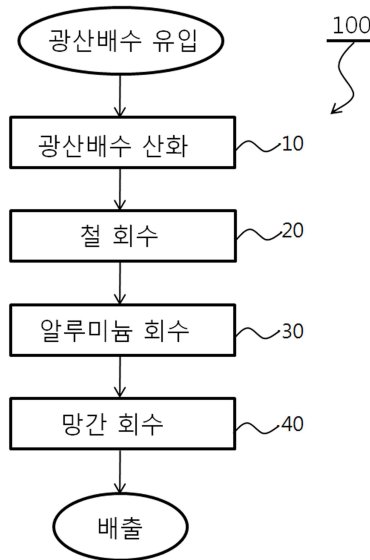 광산배수 유입
100
광산배수 산화
10
철 회수
20
알루미늄 회수
30
망간 회수
40
배출